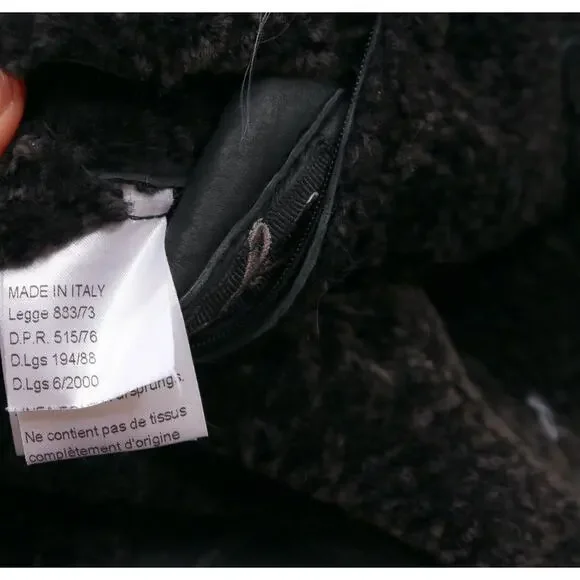 MADE IN ITALY
Legge 883/73
D.P.R. 515/76
D.Lgs 194/88
D.Lgs 6/2000
Ne contient pas de tissus
complètement d'origine